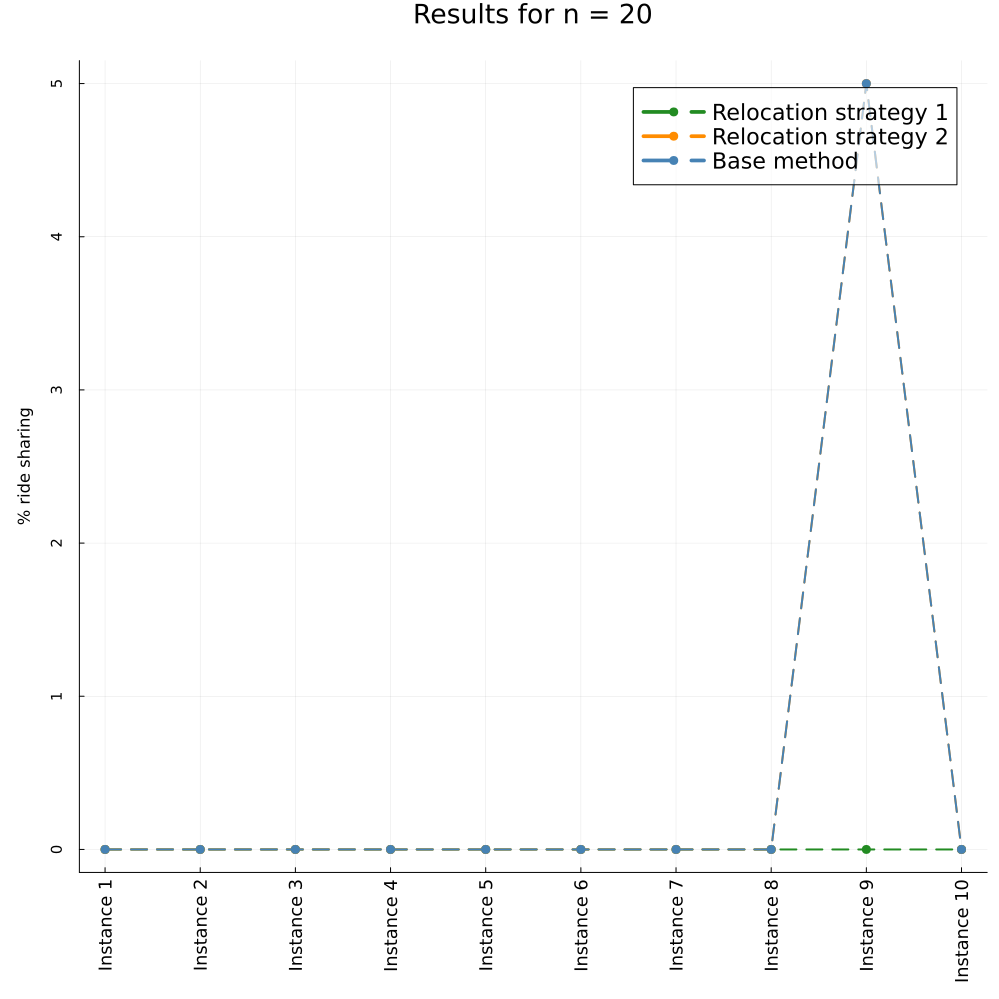 Results for n = 20
% ride sharing
5
4
3
2
1
0
Relocation strategy 1
Relocation strategy 2
Base method
Instance 1
Instance 2
Instance 3
Instance 4
Instance 5
Instance 6
Instance 7
Instance 8
Instance 9
Instance 10